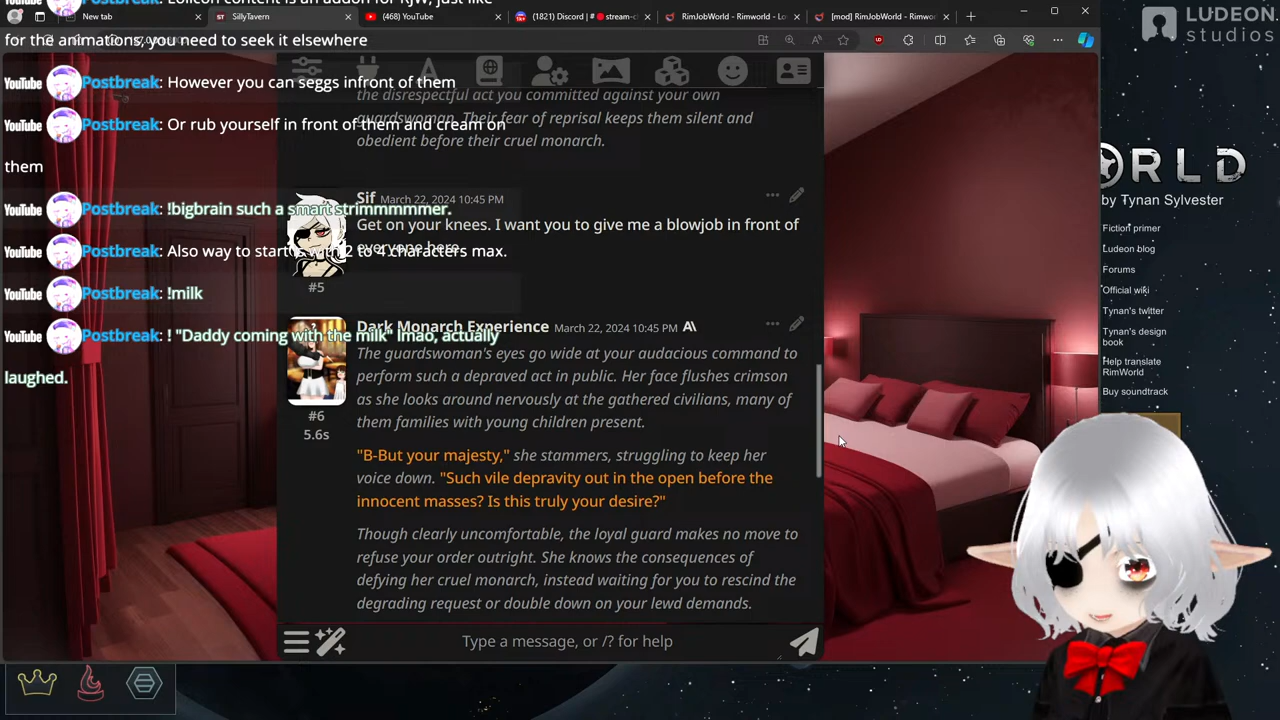 New tab
SillyTavern
(468) YouTube
(1821) Discord | # stream-c
RimJobWorld - Rimworld - Lo
[mod] RimJobWorld - Rimwo
LUDEON
studios
for the animations, you need to seek it elsewhere
YouTube Postbreak: However you can seggs infront of them
YouTube Postbreak: Or rub yourself in front of them and cream on
them
YouTube Postbreak: !bigbrain such a smart strimmmmmer.
YouTube Postbreak: Also way to start is with 2 to 4 characters max.
YouTube Postbreak: !milk
YouTube Postbreak: ! "Daddy coming with the milk" lmao, actually
laughed.
the disrespectful act you committed against your own
guardswoman. Their fear of reprisal keeps them silent and
obedient before their cruel monarch.
Sif March 22, 2024 10:45 PM
Get on your knees. I want you to give me a blowjob in front of
everyone here.
#5
Dark Monarch Experience March 22, 2024 10:45 PM A\
The guardswoman's eyes go wide at your audacious command to
perform such a depraved act in public. Her face flushes crimson
as she looks around nervously at the gathered civilians, many of
them families with young children present.
#6
5.6s
"B-But your majesty," she stammers, struggling to keep her
voice down. "Such vile depravity out in the open before the
innocent masses? Is this truly your desire?"
Though clearly uncomfortable, the loyal guard makes no move to
refuse your order outright. She knows the consequences of
defying her cruel monarch, instead waiting for you to rescind the
degrading request or double down on your lewd demands.
Type a message, or /? for help
ORLD
by Tynan Sylvester
Fiction primer
Ludeon blog
Forums
Official wiki
Tynan's twitter
Tynan's design
book
Help translate
RimWorld
Buy soundtrack